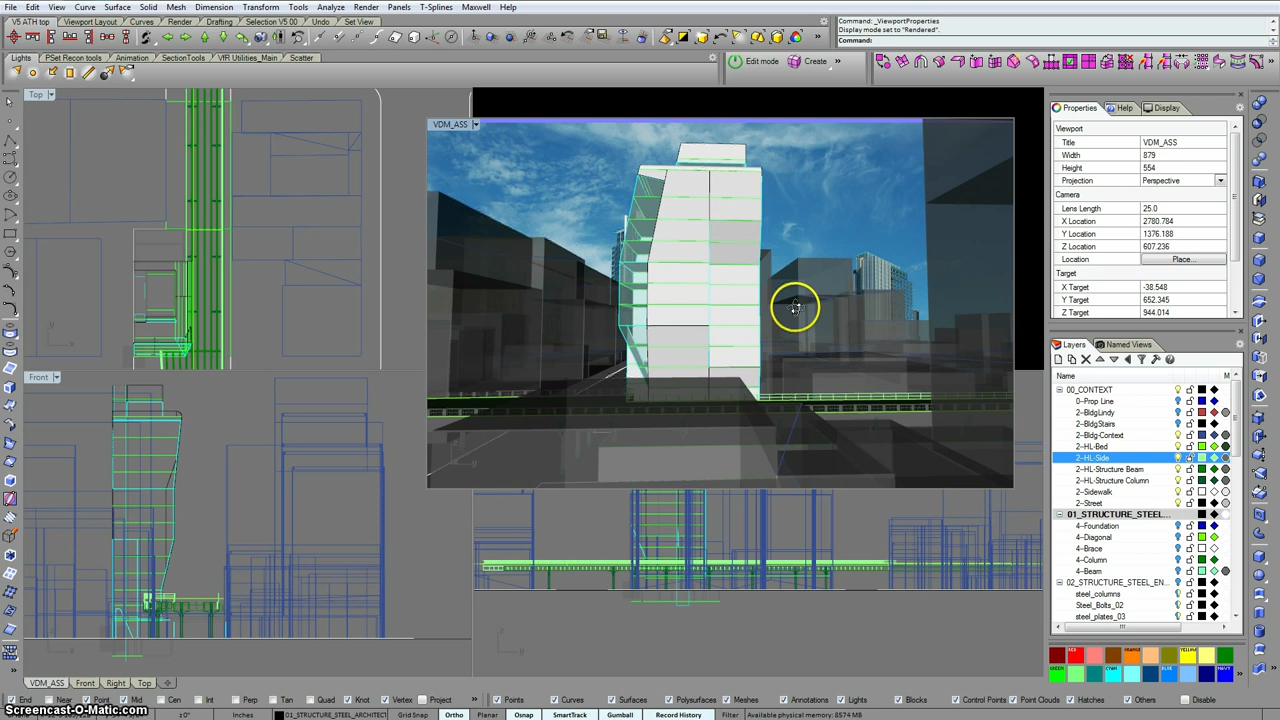 File Edit View Curve Surface Solid Mesh Dimension Transform Tools Analyze Render Panels T-Splines Maxwell Help
V5 ATH top Viewport Layout Curves Render Drafting Selection V5 00 Undo Set View
Command: _ViewportProperties
Display mode set to "Rendered".
Command:
Lights PSet Recon tools Animation SectionTools VfR Utilities_Main Scatter
Edit mode Create
Top
VDM_ASS
Front
Properties Help Display
Viewport
Title VDM_ASS
Width 879
Height 554
Projection Perspective
Camera
Lens Length 25.0
X Location 2780.784
Y Location 1376.188
Z Location 607.236
Location Place...
Target
X Target -38.548
Y Target 652.345
Z Target 944.014
Layers Named Views
Name M
00_CONTEXT
0-Prop Line
2-BldgLindy
2-BldgStairs
2-Bldg-Context
2-HL-Bed
2-HL-Side
2-HL-Structure Beam
2-HL-Structure Column
2-Sidewalk
2-Street
01_STRUCTURE_STEEL...
4-Foundation
4-Diagonal
4-Brace
4-Column
4-Beam
02_STRUCTURE_STEEL_EN...
steel_columns
Steel_Bolts_02
steel_plates_03
VDM_ASS Front Right Top
End Near Point Mid Cen Int Perp Tan Quad Knot Vertex Project Points Curves Surfaces Polysurfaces Meshes Annotations Lights Blocks Control Points Point Clouds Hatches Others Disable
Screencast-O-Matic.com
Inches 01_STRUCTURE_STEEL_ARCHITECT Grid Snap Ortho Planar Osnap SmartTrack Gumball Record History Filter Available physical memory: 8574 MB